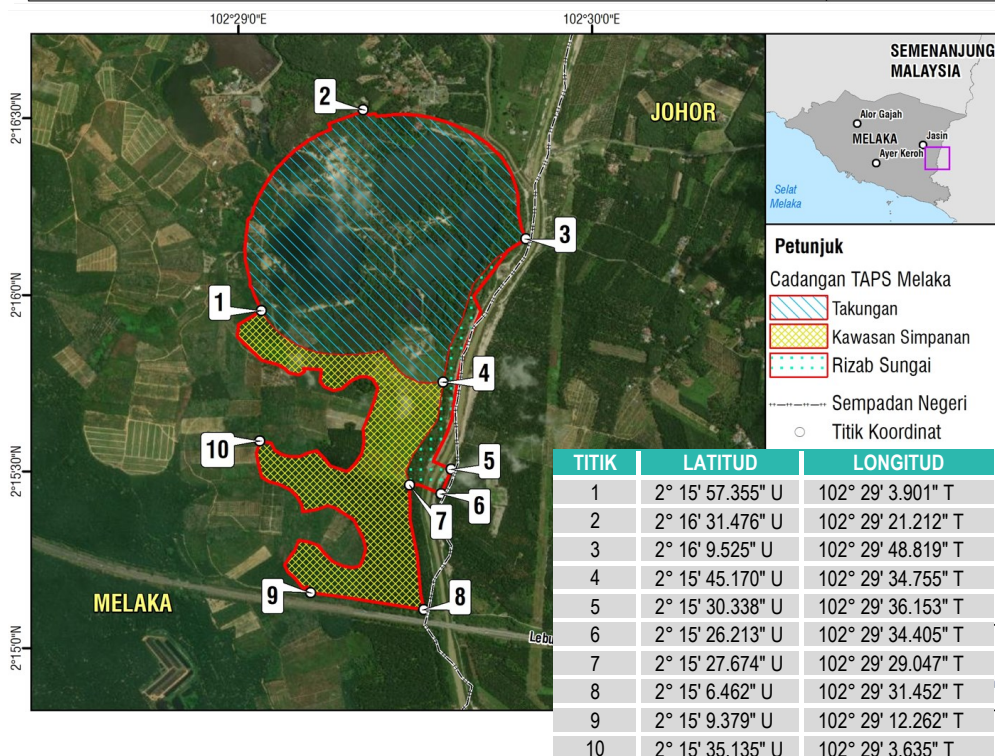 102°29'0"E 102°30'0"E
2°16'30"N
2°16'0"N
2°15'30"N
2°15'0"N
1
2
3
4
5
6
7
8
9
10
JOHOR
MELAKA
SEMENANJUNG
MALAYSIA
Alor Gajah
MELAKA
Jasin
Ayer Keroh
Selat
Melaka
Petunjuk
Cadangan TAPS Melaka
Takungan
Kawasan Simpanan
Rizab Sungai
Sempadan Negeri
Titik Koordinat
TITIK LATITUD LONGITUD
1 2° 15' 57.355" U 102° 29' 3.901" T
2 2° 16' 31.476" U 102° 29' 21.212" T
3 2° 16' 9.525" U 102° 29' 48.819" T
4 2° 15' 45.170" U 102° 29' 34.755" T
5 2° 15' 30.338" U 102° 29' 36.153" T
6 2° 15' 26.213" U 102° 29' 34.405" T
7 2° 15' 27.674" U 102° 29' 29.047" T
8 2° 15' 6.462" U 102° 29' 31.452" T
9 2° 15' 9.379" U 102° 29' 12.262" T
10 2° 15' 35.135" U 102° 29' 3.635" T